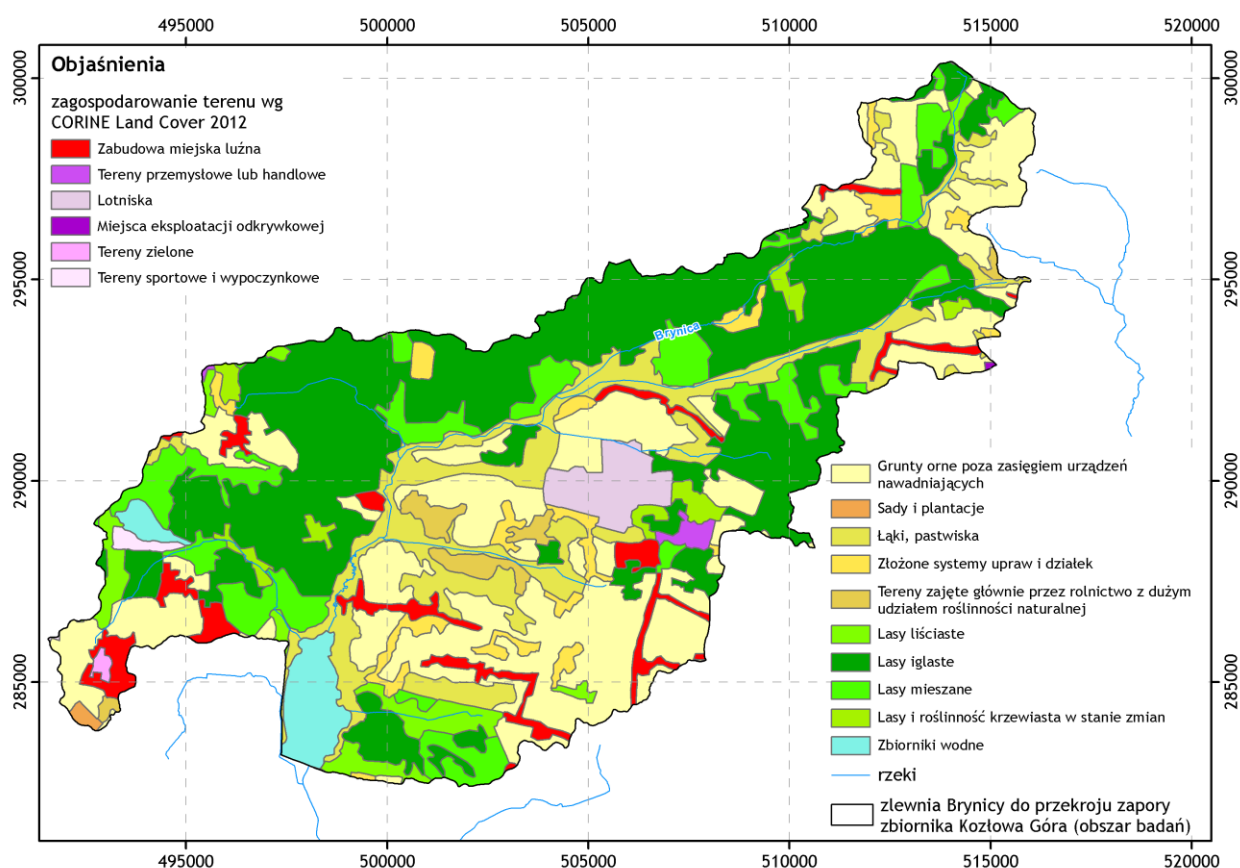 495000 500000 505000 510000 515000 520000
300000
295000
290000
285000
Objaśnienia
zagospodarowanie terenu wg
CORINE Land Cover 2012
Zabudowa miejska luźna
Tereny przemysłowe lub handlowe
Lotniska
Miejsca eksploatacji odkrywkowej
Tereny zielone
Tereny sportowe i wypoczynkowe
Brynica
300000
295000
290000
285000
Grunty orne poza zasięgiem urządzeń
nawadniających
Sady i plantacje
Łąki, pastwiska
Złożone systemy upraw i działek
Tereny zajęte głównie przez rolnictwo z dużym
udziałem roślinności naturalnej
Lasy liściaste
Lasy iglaste
Lasy mieszane
Lasy i roślinność krzewiasta w stanie zmian
Zbiorniki wodne
rzeki
zlewnia Brynicy do przekroju zapory
zbiornika Kozłowa Góra (obszar badań)
495000 500000 505000 510000 515000 520000